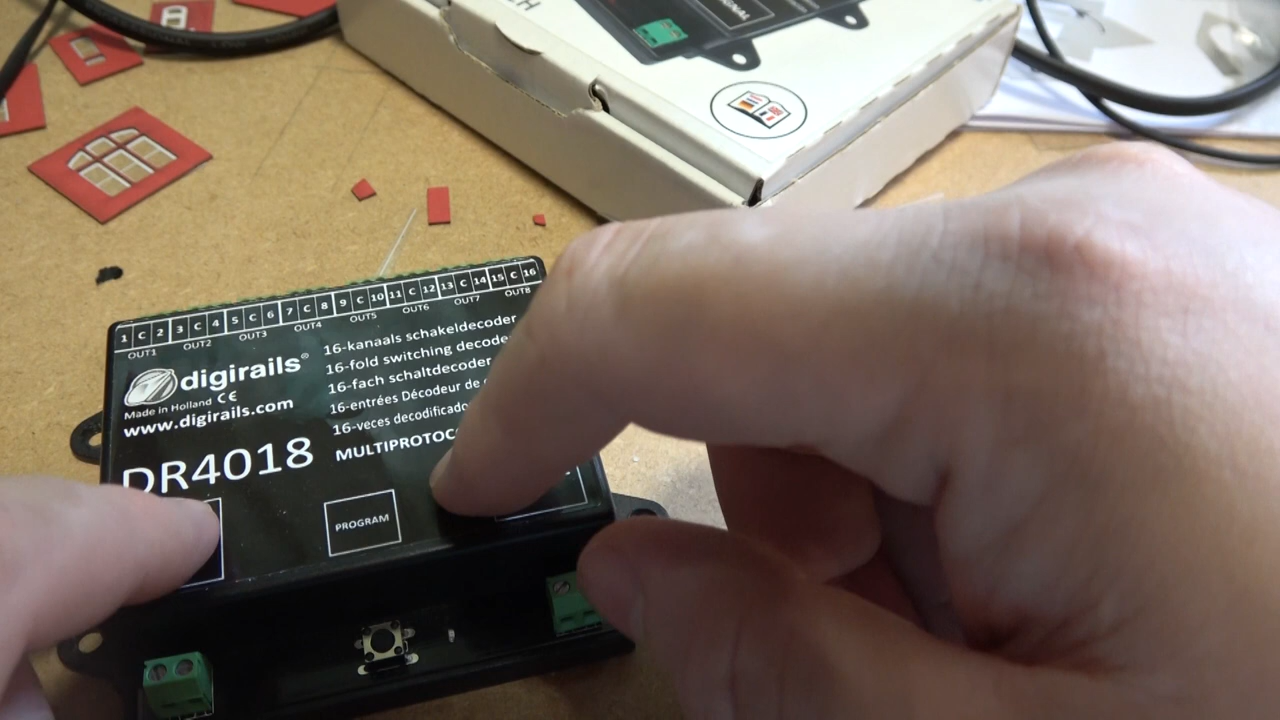 1 C 2 3 C 4 5 C 6 7 C 8 9 C 10 11 C 12 13 C 14 15 C 16
OUT1 OUT2 OUT3 OUT4 OUT5 OUT6 OUT7 OUT8
digirails®
Made in Holland CE
www.digirails.com
DR4018
16-kanaals schakeldecoder
16-fold switching decode
16-fach schaltdecoder
16-entrées Décodeur de
16-veces decodificado
MULTIPROTOC
PROGRAM